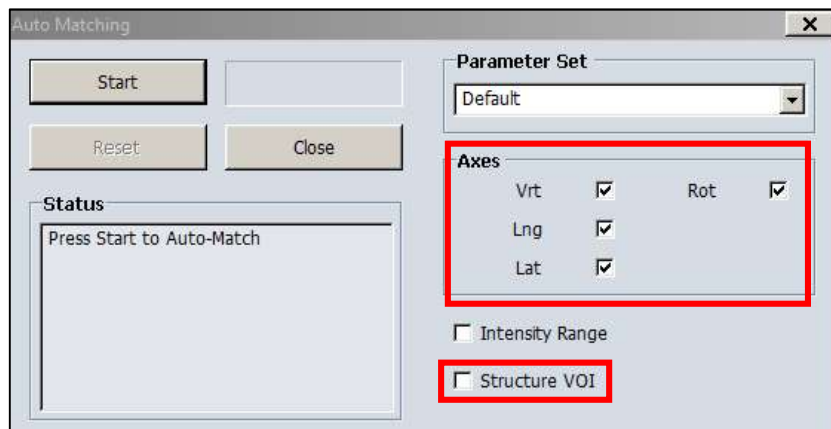 Auto Matching
Start
Reset
Close
Status
Press Start to Auto-Match
Parameter Set
Default
Axes
Vrt Rot
Lng
Lat
Intensity Range
Structure VOI